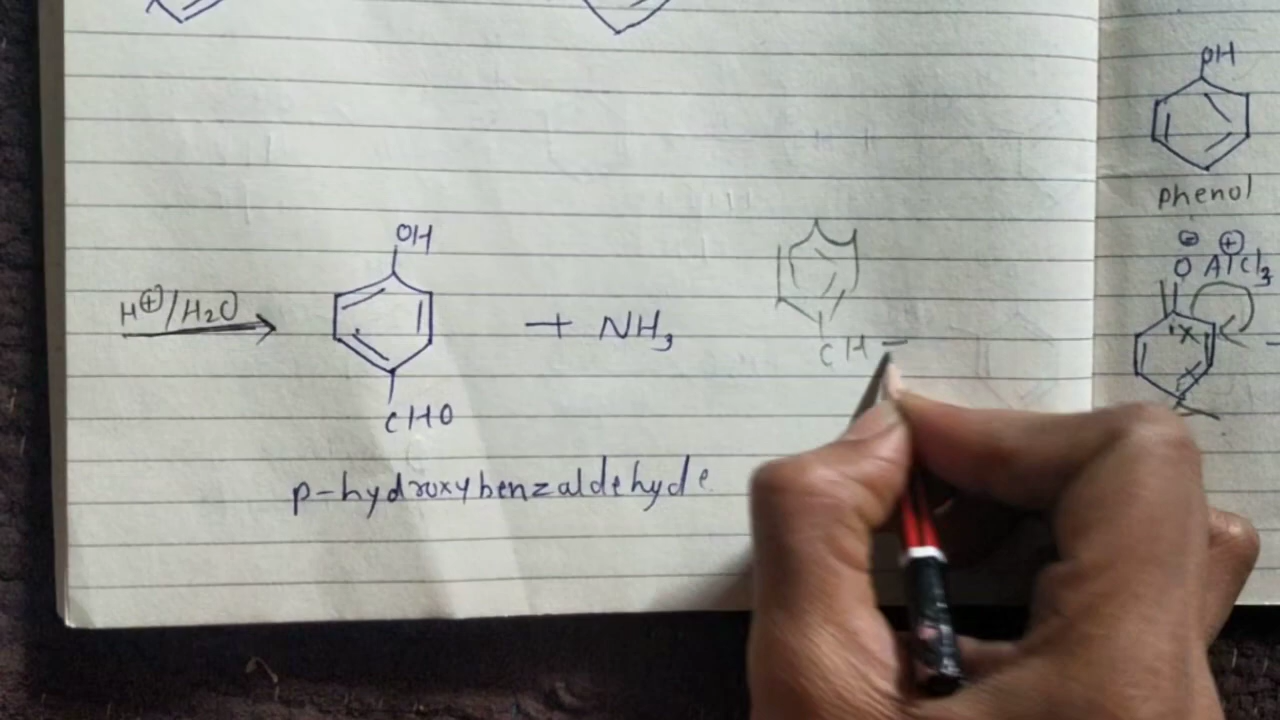 OH
H⊕/H2O
+ NH3
CHO
p-hydroxybenzaldehyde
CH -
OH
phenol
⊖ ⊕
O AlCl3